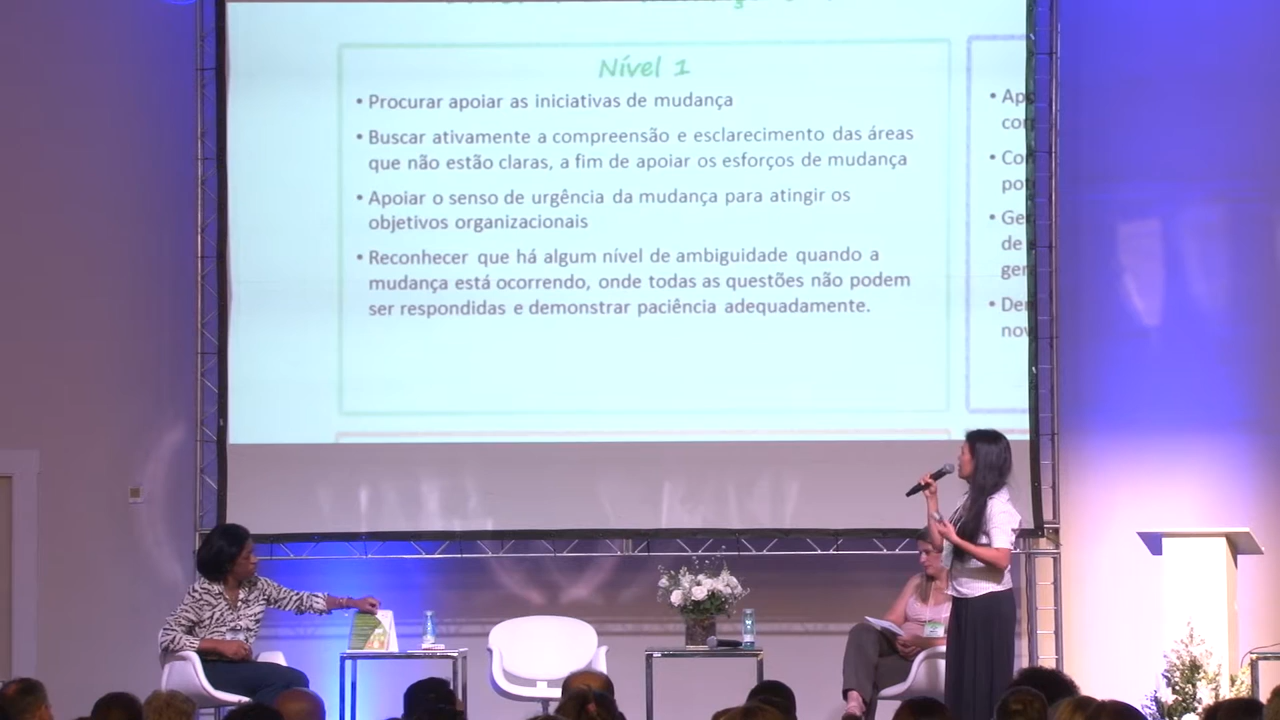 Nível 1
• Procurar apoiar as iniciativas de mudança
• Buscar ativamente a compreensão e esclarecimento das áreas
que não estão claras, a fim de apoiar os esforços de mudança
• Apoiar o senso de urgência da mudança para atingir os
objetivos organizacionais
• Reconhecer que há algum nível de ambiguidade quando a
mudança está ocorrendo, onde todas as questões não podem
ser respondidas e demonstrar paciência adequadamente.